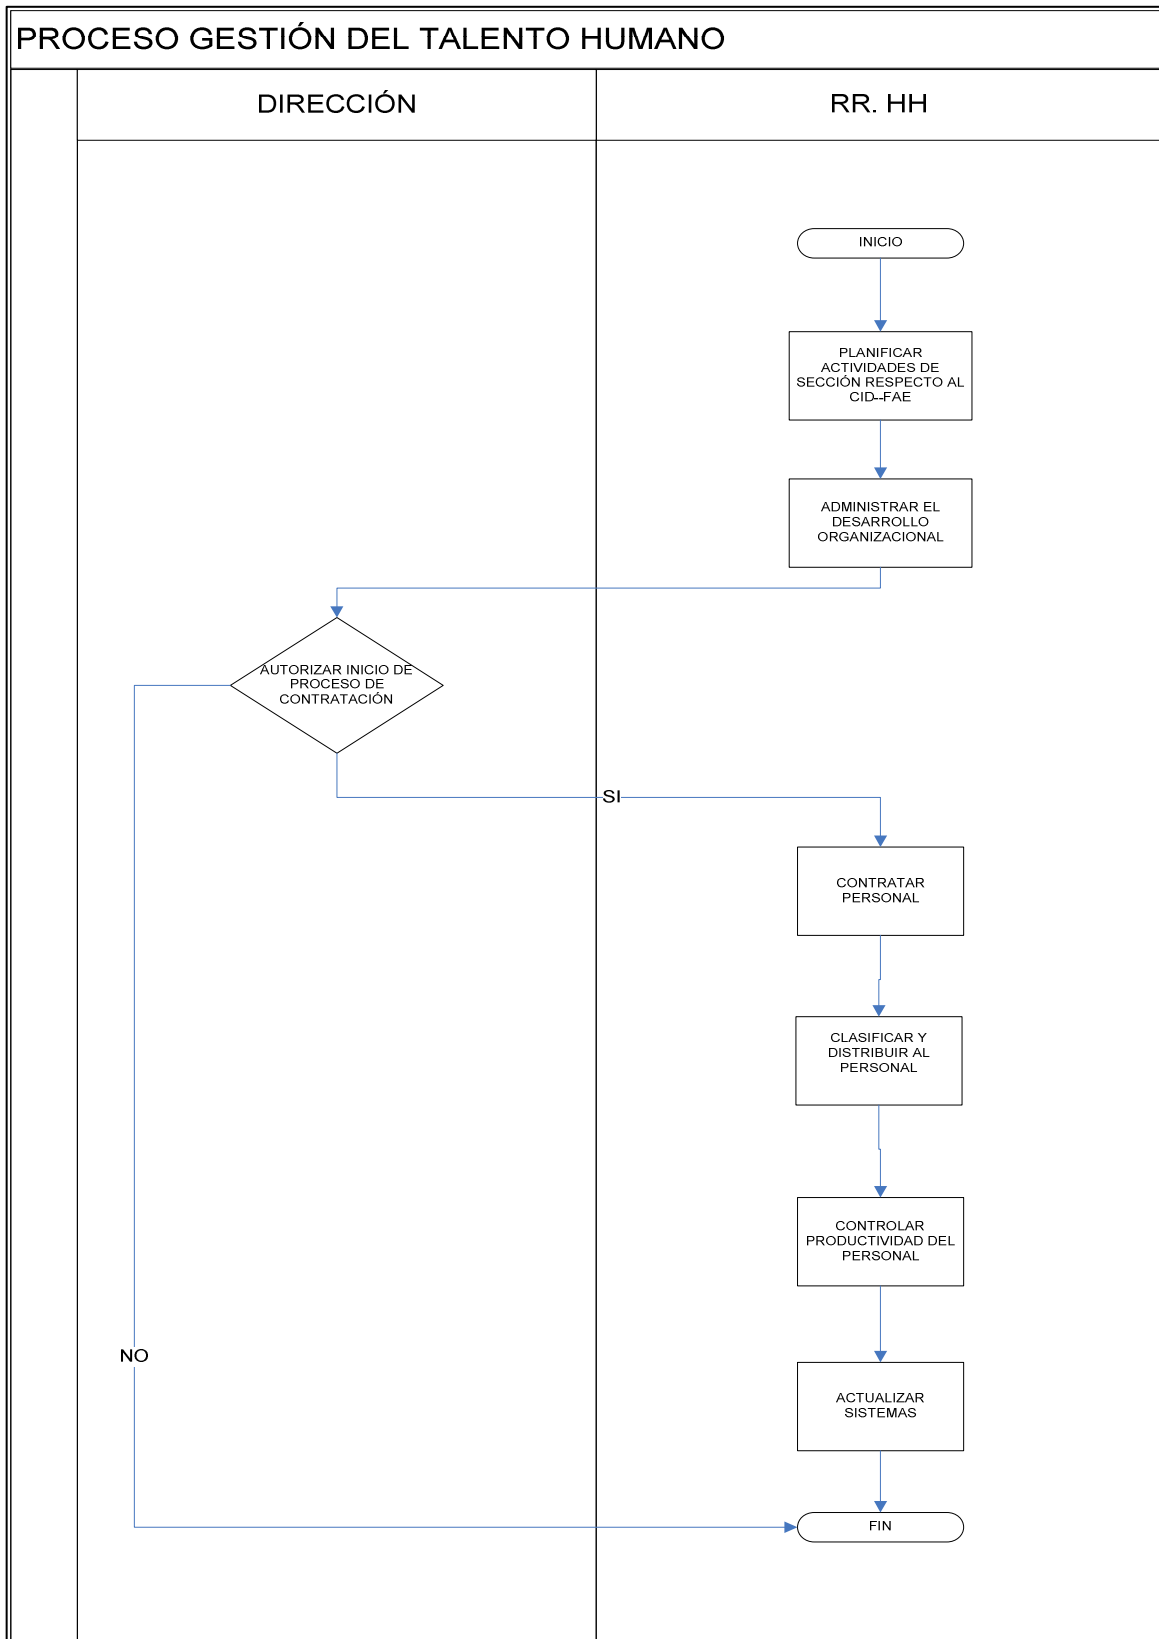 PROCESO GESTIÓN DEL TALENTO HUMANO
DIRECCIÓN
RR. HH
INICIO
PLANIFICAR
ACTIVIDADES DE
SECCIÓN RESPECTO AL
CID--FAE
ADMINISTRAR EL
DESARROLLO
ORGANIZACIONAL
AUTORIZAR INICIO DE
PROCESO DE
CONTRATACIÓN
SI
CONTRATAR
PERSONAL
CLASIFICAR Y
DISTRIBUIR AL
PERSONAL
CONTROLAR
PRODUCTIVIDAD DEL
PERSONAL
NO
ACTUALIZAR
SISTEMAS
FIN